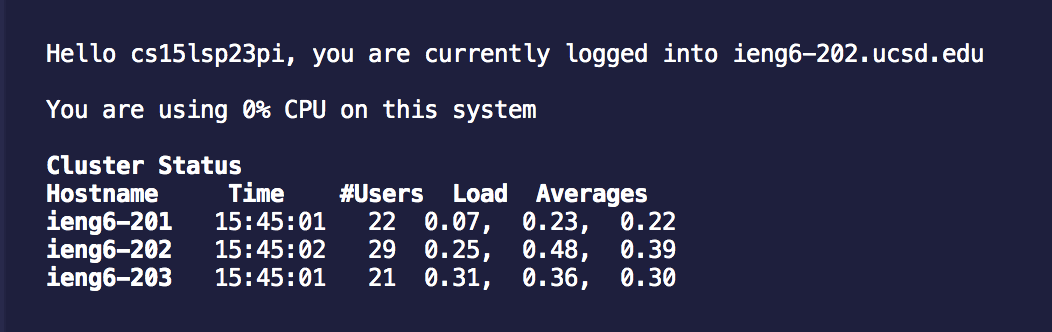 Hello cs15lsp23pi, you are currently logged into ieng6-202.ucsd.edu
You are using 0% CPU on this system
Cluster Status
Hostname     Time    #Users  Load  Averages
ieng6-201   15:45:01   22  0.07,  0.23,  0.22
ieng6-202   15:45:02   29  0.25,  0.48,  0.39
ieng6-203   15:45:01   21  0.31,  0.36,  0.30